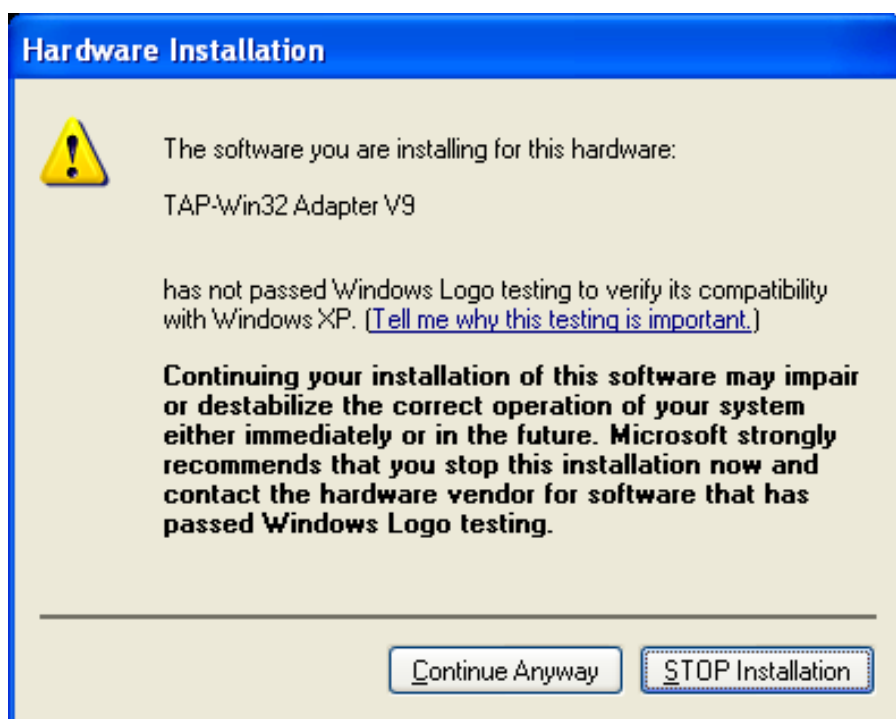 Hardware Installation
The software you are installing for this hardware:
TAP-Win32 Adapter V9
has not passed Windows Logo testing to verify its compatibility
with Windows XP. (Tell me why this testing is important.)
Continuing your installation of this software may impair
or destabilize the correct operation of your system
either immediately or in the future. Microsoft strongly
recommends that you stop this installation now and
contact the hardware vendor for software that has
passed Windows Logo testing.
Continue Anyway
STOP Installation